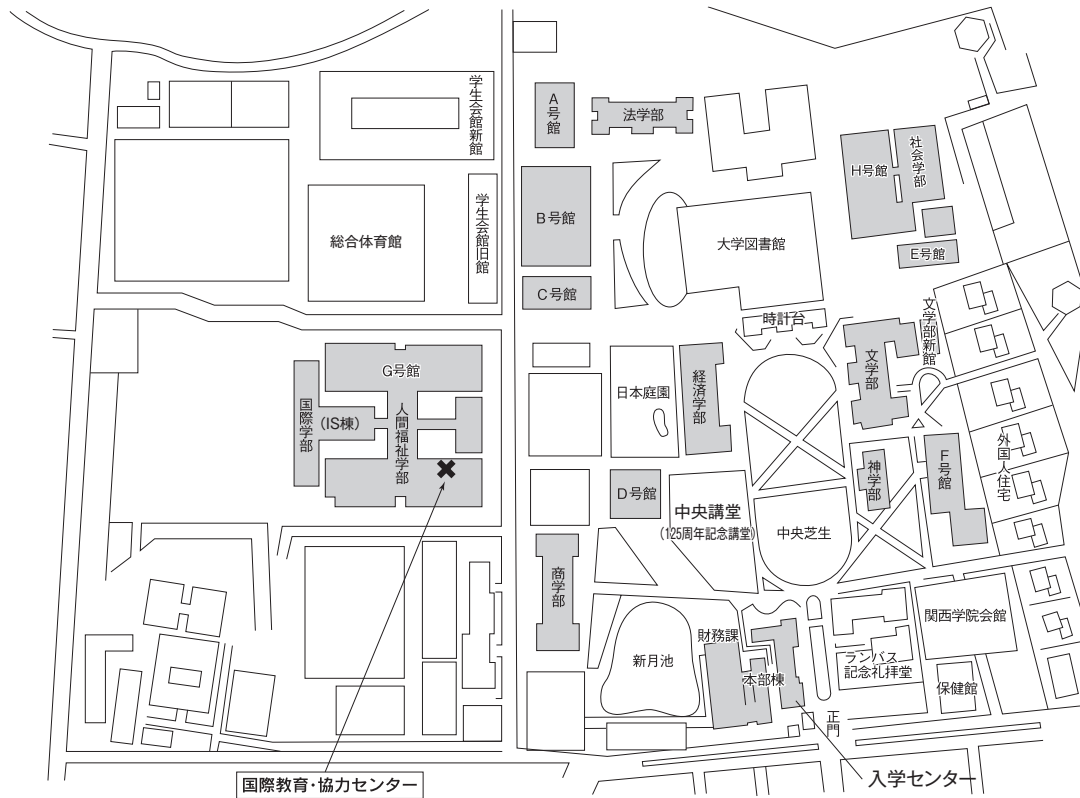 学生会館新館
A号館
法学部
H号館
社会学部
学生会館旧館
総合体育館
B号館
大学図書館
E号館
C号館
時計台
文学部新館
G号館
国際学部
(IS棟)
人間福祉学部
日本庭園
経済学部
文学部
外国人住宅
F号館
神学部
D号館
中央講堂
(125周年記念講堂)
中央芝生
商学部
関西学院会館
財務課
新月池
本部棟
ランバス
記念礼拝堂
保健館
正門
国際教育・協力センター
入学センター